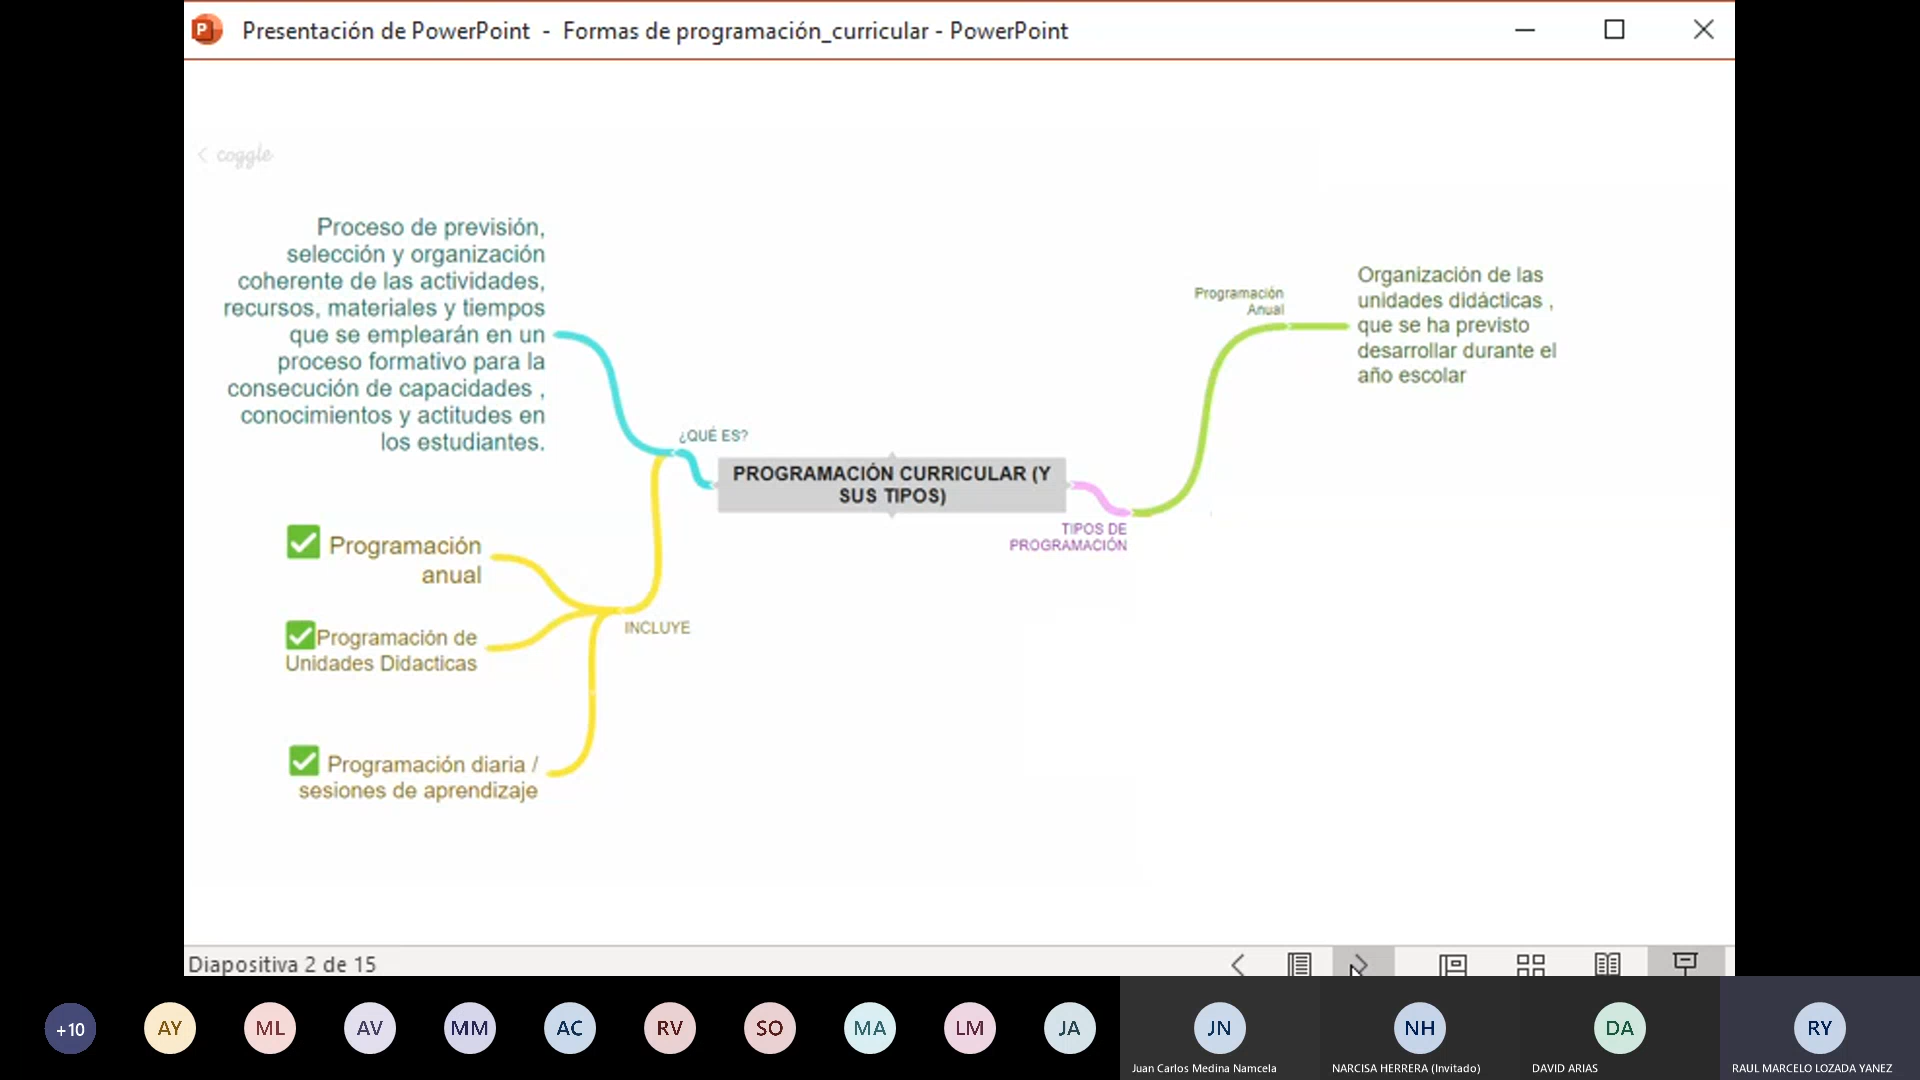 Presentación de PowerPoint - Formas de programación_curricular - PowerPoint
coggle
Proceso de previsión,
selección y organización
coherente de las actividades,
recursos, materiales y tiempos
que se emplearán en un
proceso formativo para la
consecución de capacidades ,
conocimientos y actitudes en
los estudiantes.
¿QUÉ ES?
Programación
anual
Programación de
Unidades Didacticas
Programación diaria /
sesiones de aprendizaje
INCLUYE
PROGRAMACIÓN CURRICULAR (Y
SUS TIPOS)
TIPOS DE
PROGRAMACIÓN
Programación
Anual
Organización de las
unidades didácticas ,
que se ha previsto
desarrollar durante el
año escolar
Diapositiva 2 de 15
+10
AY
ML
AV
MM
AC
RV
SO
MA
LM
JA
JN
Juan Carlos Medina Namcela
NH
NARCISA HERRERA (Invitado)
DA
DAVID ARIAS
RY
RAUL MARCELO LOZADA YANEZ